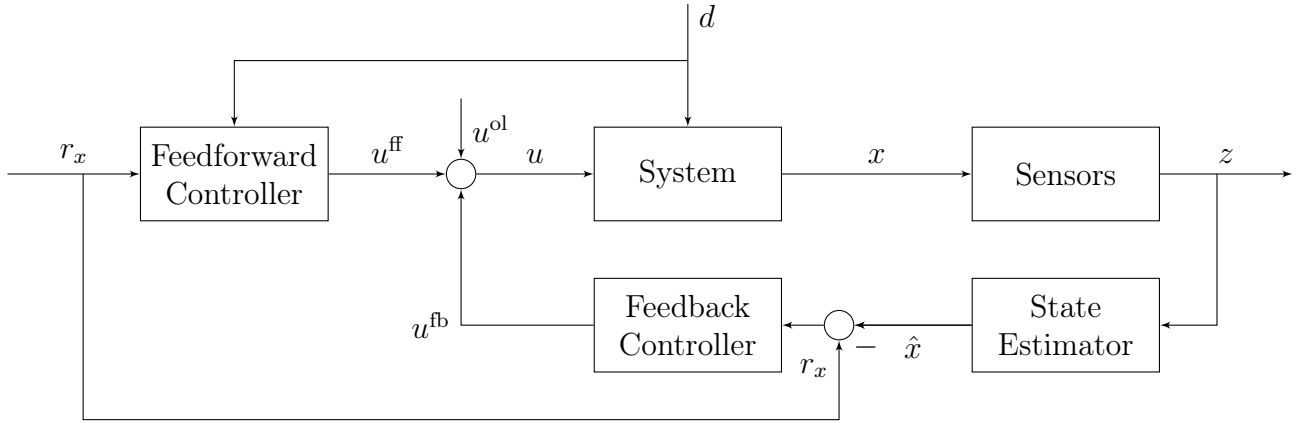 d
r_x
Feedforward
Controller
u^ff
u^ol
u
System
x
Sensors
z
u^fb
Feedback
Controller
r_x
−
x̂
State
Estimator